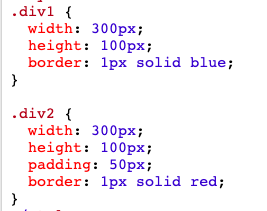 .div1 {
  width: 300px;
  height: 100px;
  border: 1px solid blue;
}

.div2 {
  width: 300px;
  height: 100px;
  padding: 50px;
  border: 1px solid red;
}